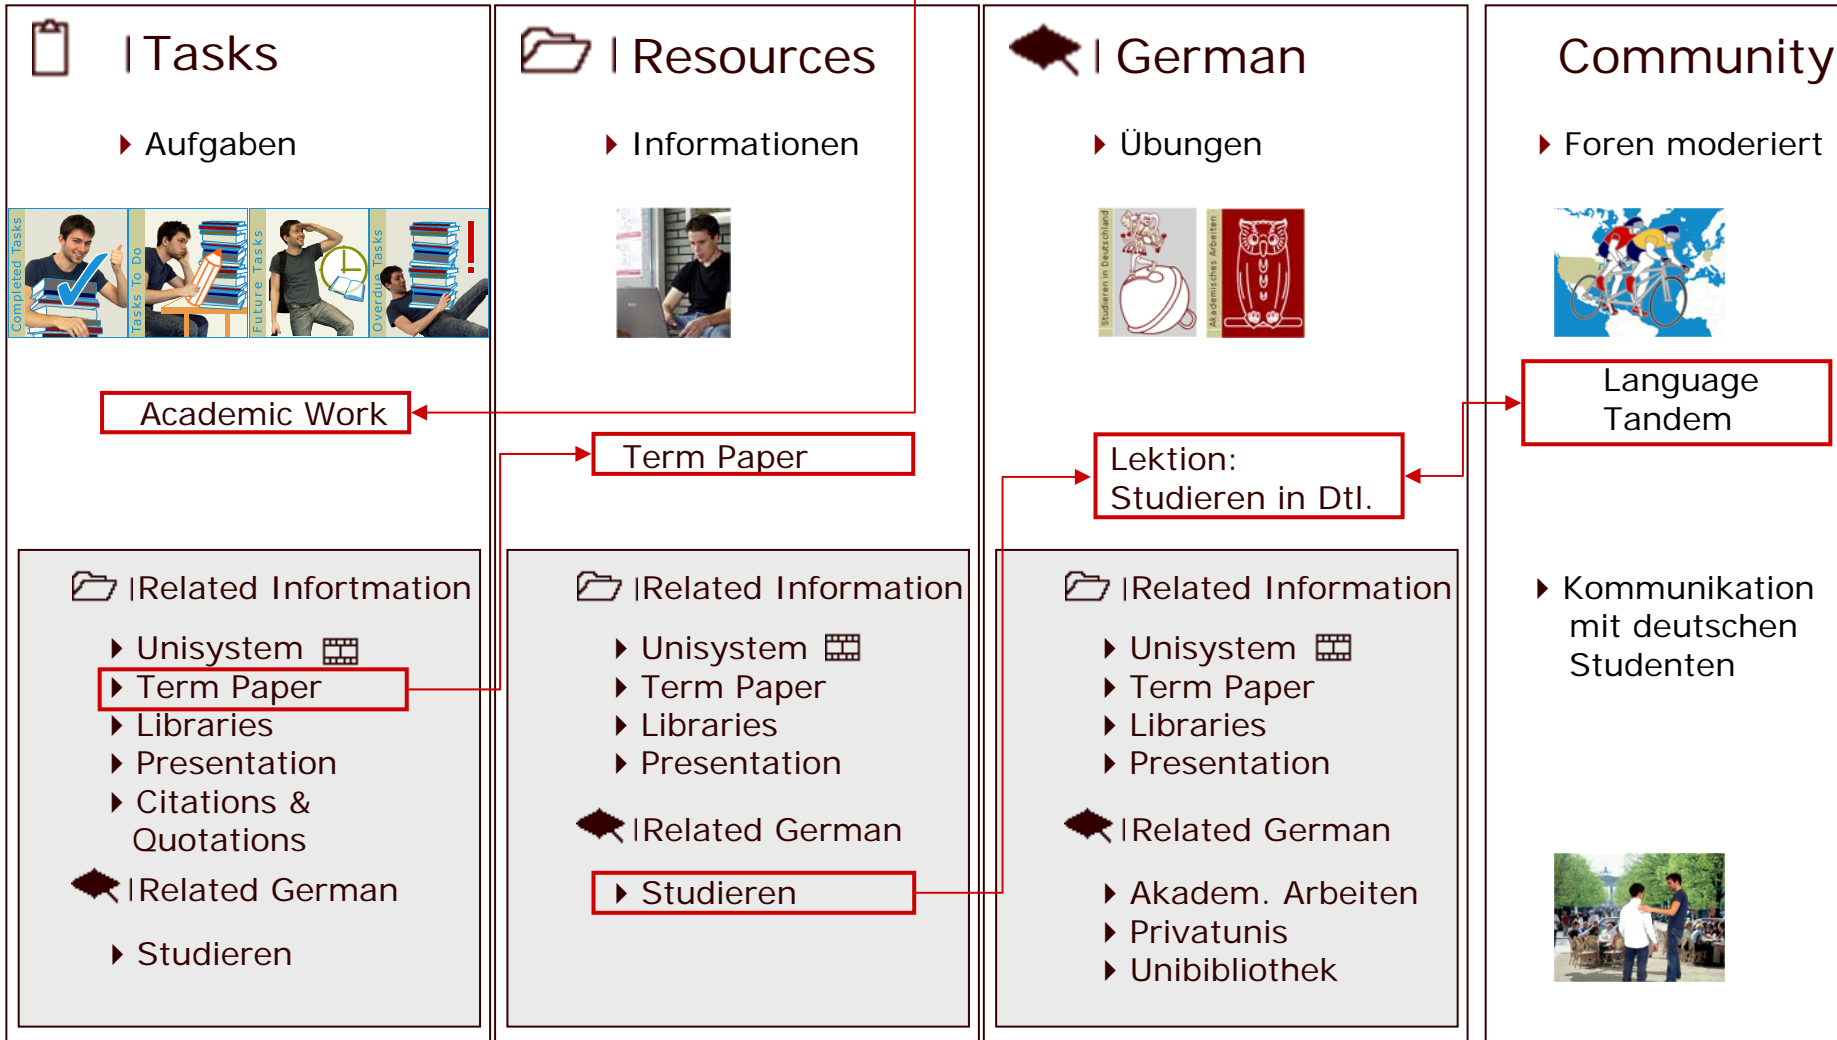 Tasks
Aufgaben
Completed Tasks
Tasks To Do
Future Tasks
Overdue Tasks
Academic Work
Related Infortmation
Unisystem
Term Paper
Libraries
Presentation
Citations &
Quotations
Related German
Studieren
Resources
Informationen
Term Paper
Related Information
Unisystem
Term Paper
Libraries
Presentation
Related German
Studieren
German
Übungen
Studieren in Deutschland
Akademisches Arbeiten
Lektion:
Studieren in Dtl.
Related Information
Unisystem
Term Paper
Libraries
Presentation
Related German
Akadem. Arbeiten
Privatunis
Unibibliothek
Community
Foren moderiert
Language
Tandem
Kommunikation
mit deutschen
Studenten